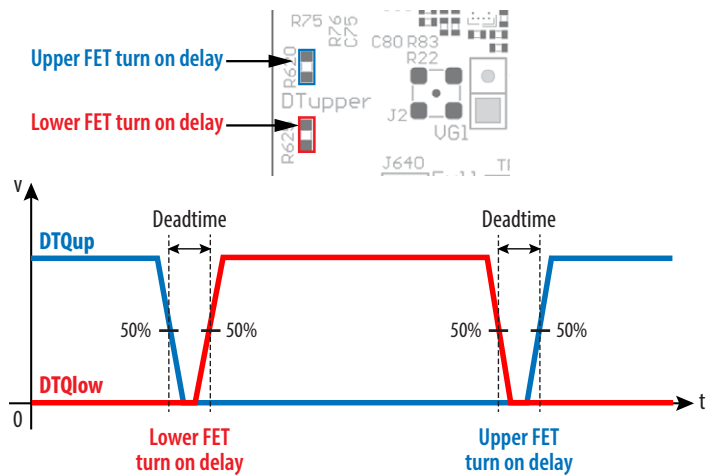 R75
R76
C75
C80 R83
R22
Upper FET turn on delay
R620
DTupper
Lower FET turn on delay
J2
VG1
J640
v
Deadtime
Deadtime
DTQup
50%
50%
50%
50%
DTQlow
0
t
Lower FET
turn on delay
Upper FET
turn on delay